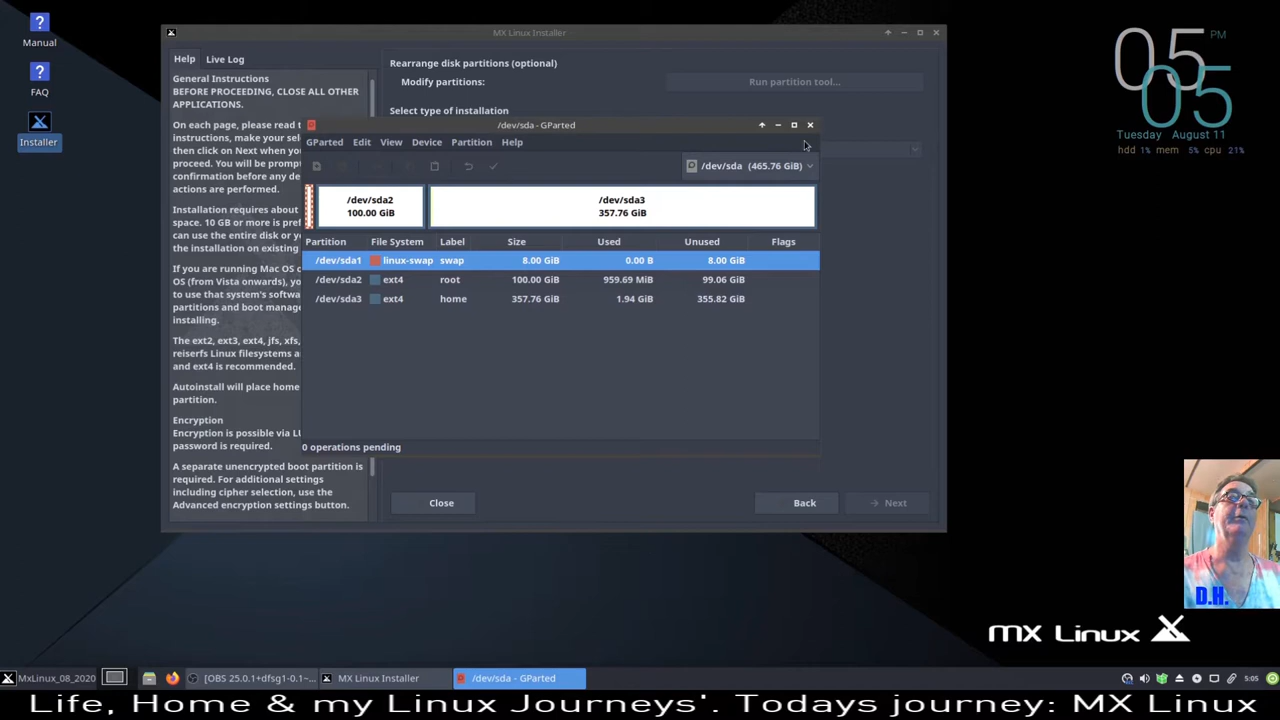 Manual
FAQ
Installer
MX Linux Installer
Help
Live Log
General Instructions
BEFORE PROCEEDING, CLOSE ALL OTHER
APPLICATIONS.
On each page, please read t
instructions, make your sele
then click on Next when you
proceed. You will be prompt
confirmation before any de
actions are performed.
Installation requires about
space. 10 GB or more is pref
can use the entire disk or y
the installation on existing
If you are running Mac OS o
OS (from Vista onwards), yo
to use that system's softwa
partitions and boot manage
installing.
The ext2, ext3, ext4, jfs, xfs,
reiserfs Linux filesystems a
and ext4 is recommended.
Autoinstall will place home
partition.
Encryption
Encryption is possible via LU
password is required.
A separate unencrypted boot partition is
required. For additional settings
including cipher selection, use the
Advanced encryption settings button.
Rearrange disk partitions (optional)
Modify partitions:
Run partition tool...
Select type of installation
/dev/sda - GParted
GParted Edit View Device Partition Help
/dev/sda (465.76 GiB)
/dev/sda2
100.00 GiB
/dev/sda3
357.76 GiB
Partition File System Label Size Used Unused Flags
/dev/sda1 linux-swap swap 8.00 GiB 0.00 B 8.00 GiB
/dev/sda2 ext4 root 100.00 GiB 959.69 MiB 99.06 GiB
/dev/sda3 ext4 home 357.76 GiB 1.94 GiB 355.82 GiB
0 operations pending
Close
Back
Next
05 PM
05
Tuesday August 11
hdd 1% mem 5% cpu 21%
D.H.
MX Linux
MxLinux_08_2020
[OBS 25.0.1+dfsg1-0.1~...
MX Linux Installer
/dev/sda - GParted
5:05
Life, Home & my Linux Journeys'. Todays journey: MX Linux